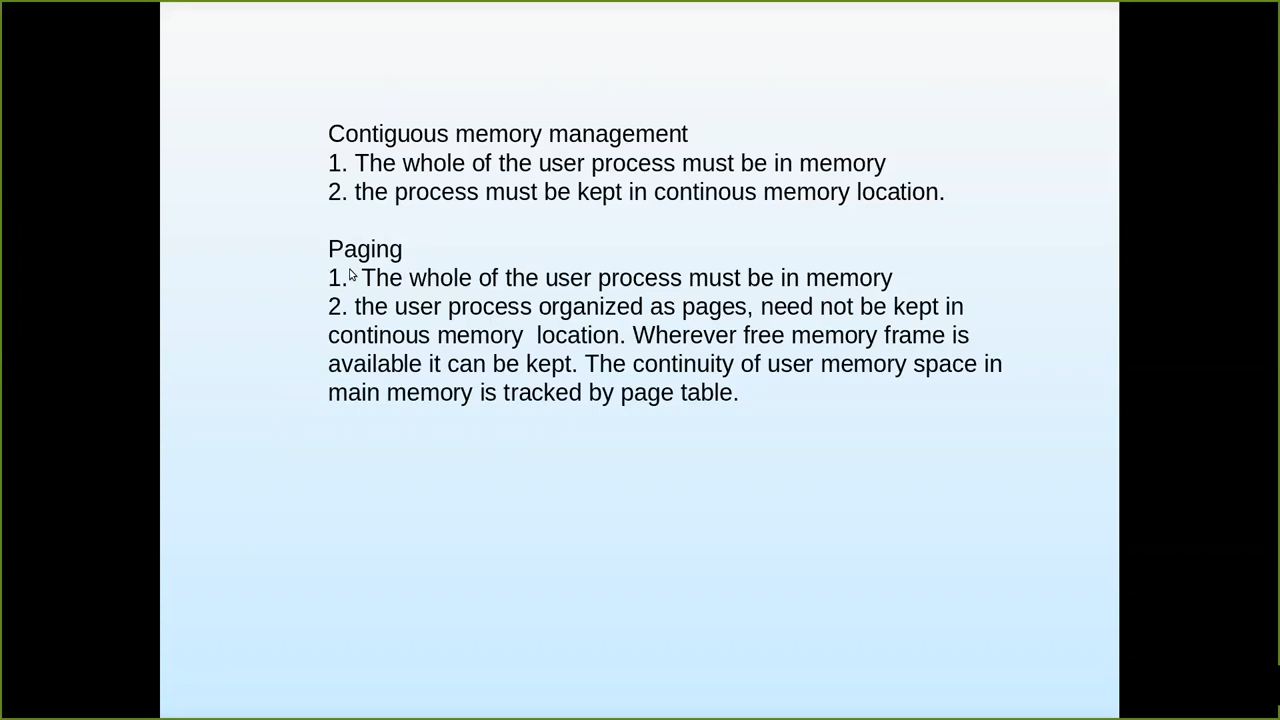 Contiguous memory management
1. The whole of the user process must be in memory
2. the process must be kept in continous memory location.
Paging
1. The whole of the user process must be in memory
2. the user process organized as pages, need not be kept in
continous memory  location. Wherever free memory frame is
available it can be kept. The continuity of user memory space in
main memory is tracked by page table.